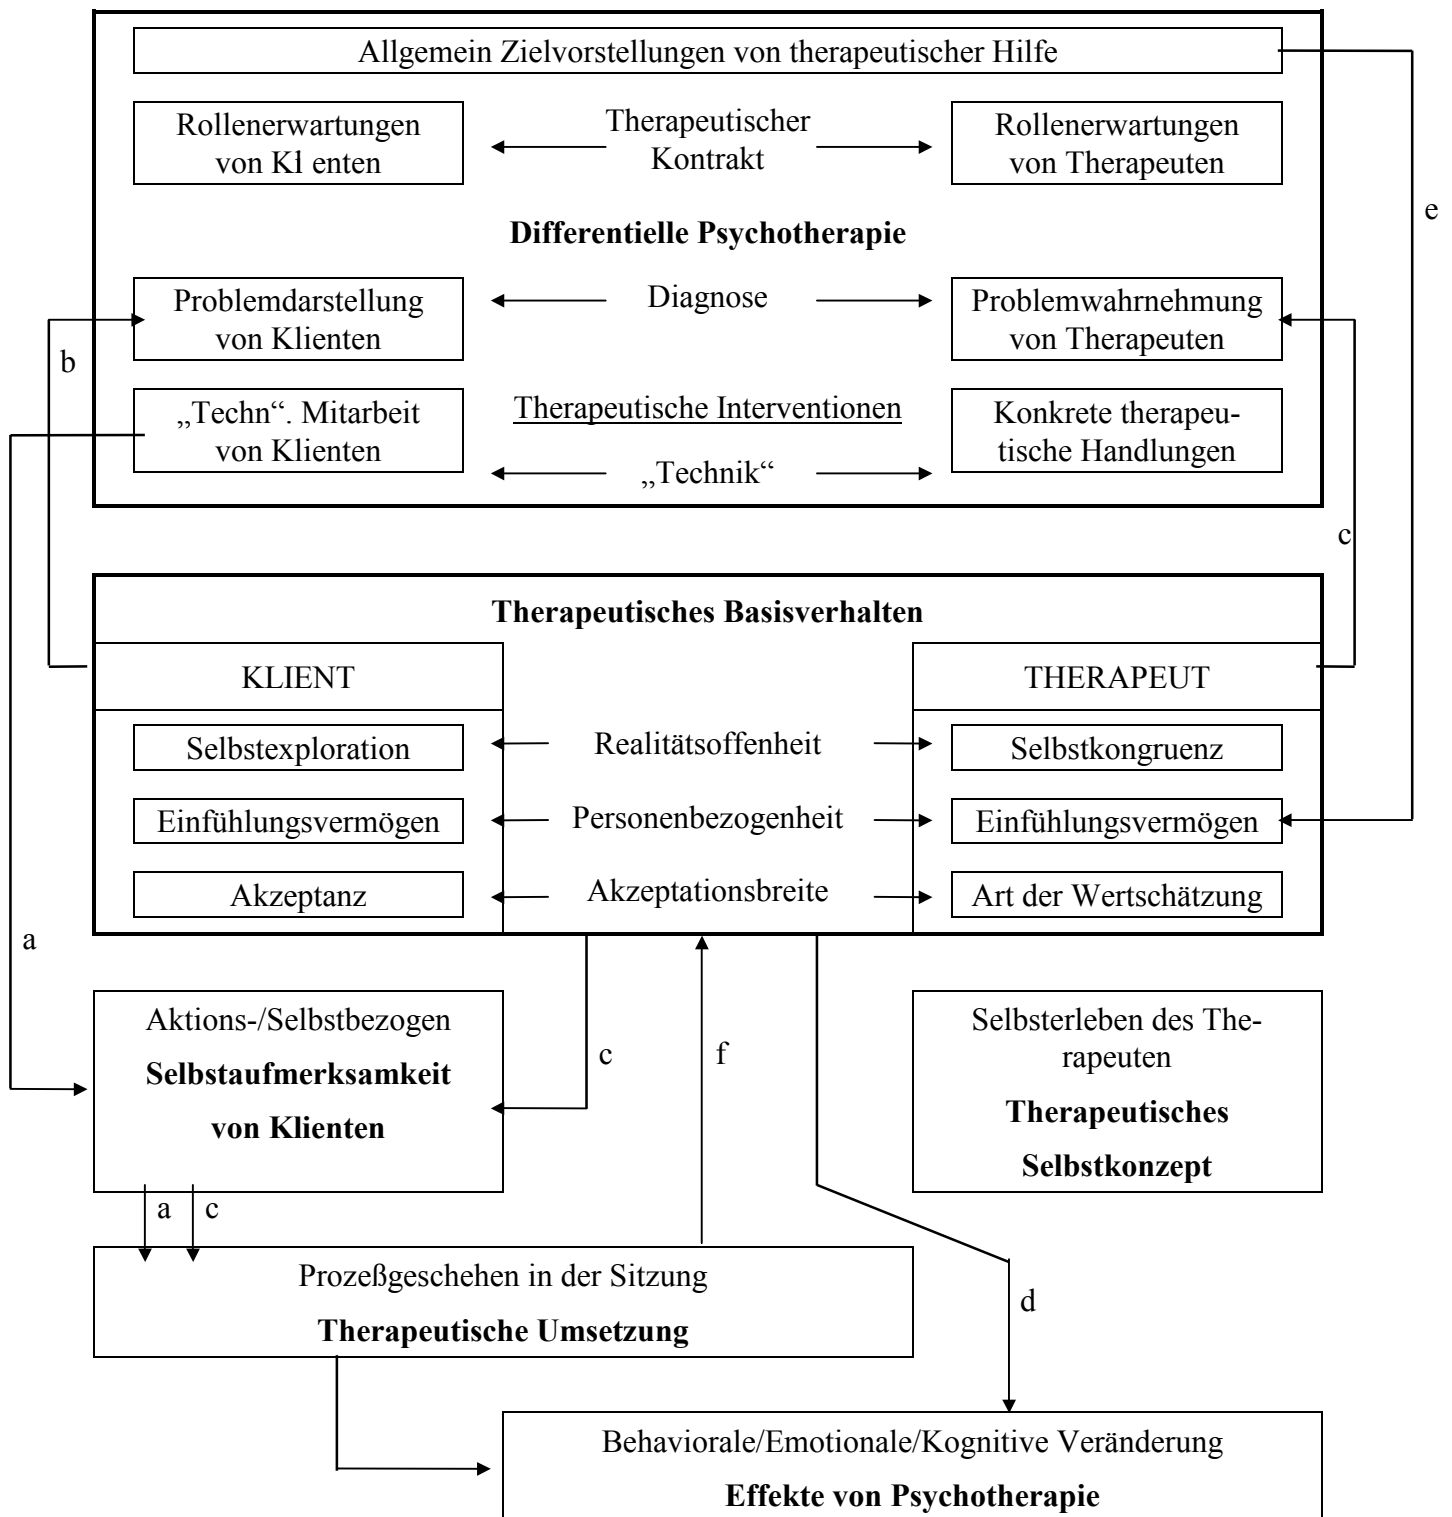 Allgemein Zielvorstellungen von therapeutischer Hilfe
Rollenerwartungen
von Kl enten
Therapeutischer
Kontrakt
Rollenerwartungen
von Therapeuten
e
Differentielle Psychotherapie
Problemdarstellung
von Klienten
Diagnose
Problemwahrnehmung
von Therapeuten
b
„Techn“. Mitarbeit
von Klienten
Therapeutische Interventionen
„Technik“
Konkrete therapeu-
tische Handlungen
c
Therapeutisches Basisverhalten
KLIENT
THERAPEUT
Selbstexploration
Realitätsoffenheit
Selbstkongruenz
Einfühlungsvermögen
Personenbezogenheit
Einfühlungsvermögen
Akzeptanz
Akzeptationsbreite
Art der Wertschätzung
a
Aktions-/Selbstbezogen
Selbstaufmerksamkeit
von Klienten
c
f
Selbsterleben des The-
rapeuten
Therapeutisches
Selbstkonzept
a
c
Prozeßgeschehen in der Sitzung
Therapeutische Umsetzung
d
Behaviorale/Emotionale/Kognitive Veränderung
Effekte von Psychotherapie